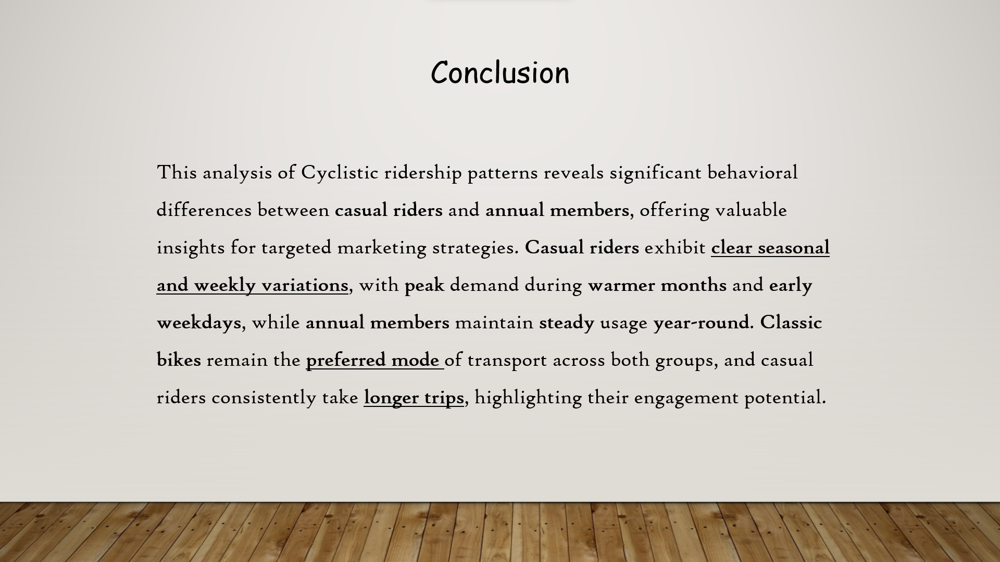 Conclusion
This analysis of Cyclistic ridership patterns reveals significant behavioral
differences between casual riders and annual members, offering valuable
insights for targeted marketing strategies. Casual riders exhibit clear seasonal
and weekly variations, with peak demand during warmer months and early
weekdays, while annual members maintain steady usage year-round. Classic
bikes remain the preferred mode of transport across both groups, and casual
riders consistently take longer trips, highlighting their engagement potential.